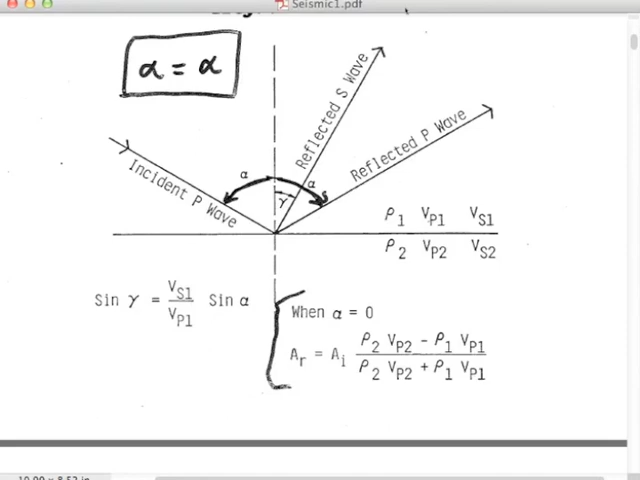 Seismic1.pdf
α = α
Incident P Wave
α
γ
α
Reflected S Wave
Reflected P Wave
ρ1 VP1 VS1
ρ2 VP2 VS2
Sin γ = VS1 / VP1 Sin α
When α = 0
Ar = Ai ρ2 VP2 - ρ1 VP1 / ρ2 VP2 + ρ1 VP1